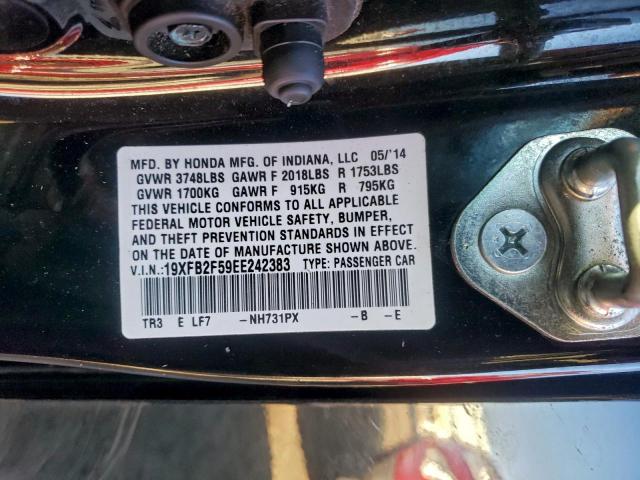 MFD. BY HONDA MFG. OF INDIANA, LLC 05/'14
GVWR 3748LBS GAWR F 2018LBS R 1753LBS
GVWR 1700KG GAWR F 915KG R 795KG
THIS VEHICLE CONFORMS TO ALL APPLICABLE
FEDERAL MOTOR VEHICLE SAFETY, BUMPER,
AND THEFT PREVENTION STANDARDS IN EFFECT
ON THE DATE OF MANUFACTURE SHOWN ABOVE.
V.I.N.: 19XFB2F59EE242383 TYPE: PASSENGER CAR
TR3 E LF7 -NH731PX -B -E